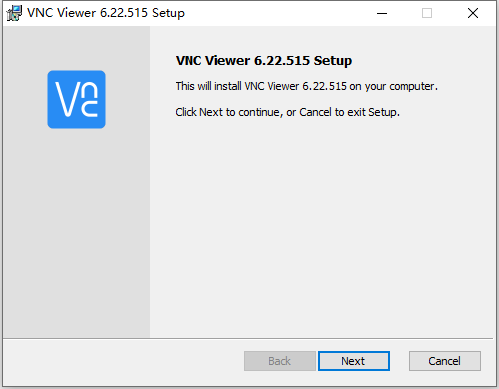 VNC Viewer 6.22.515 Setup
VNC Viewer 6.22.515 Setup
This will install VNC Viewer 6.22.515 on your computer.
Click Next to continue, or Cancel to exit Setup.
Vnc
Back
Next
Cancel